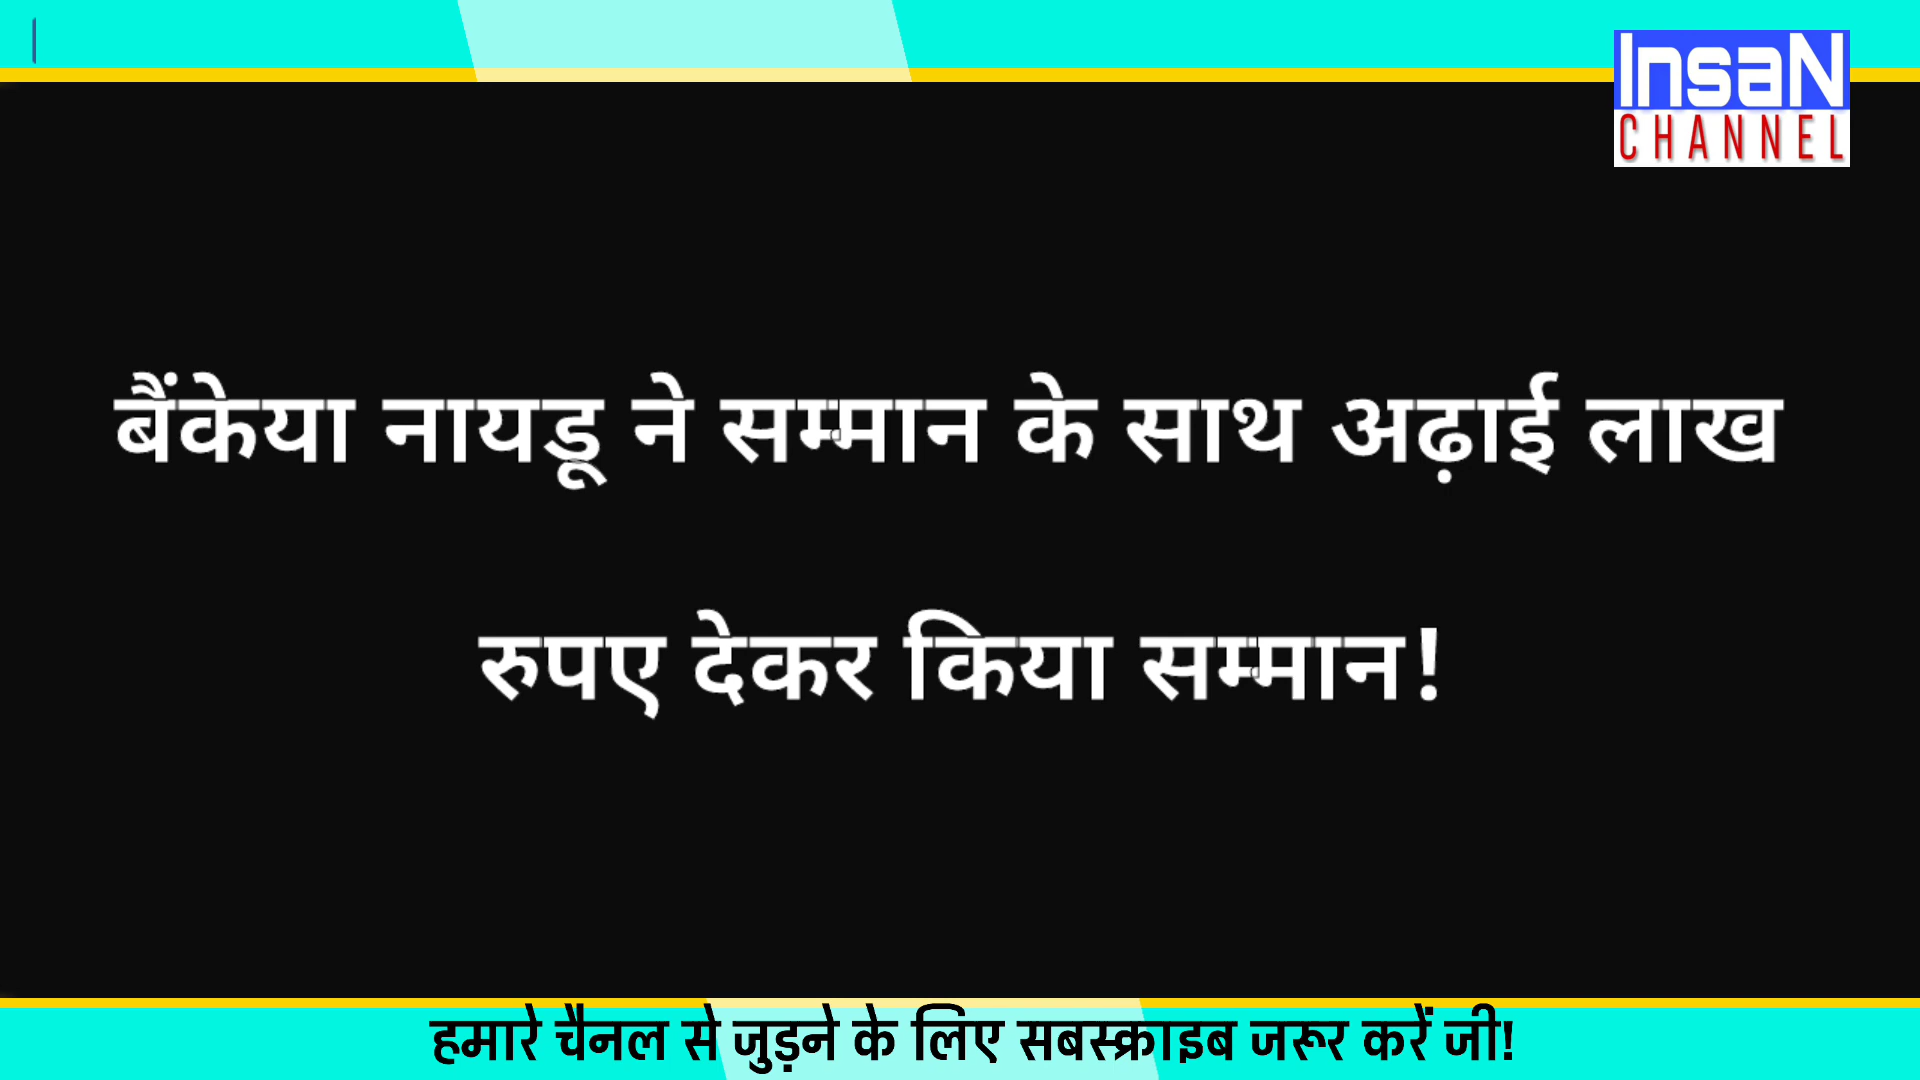 InsaN
CHANNEL
बैंकेया नायडू ने सम्मान के साथ अढ़ाई लाख
रुपए देकर किया सम्मान!
हमारे चैनल से जुड़ने के लिए सबस्क्राइब जरूर करें जी!